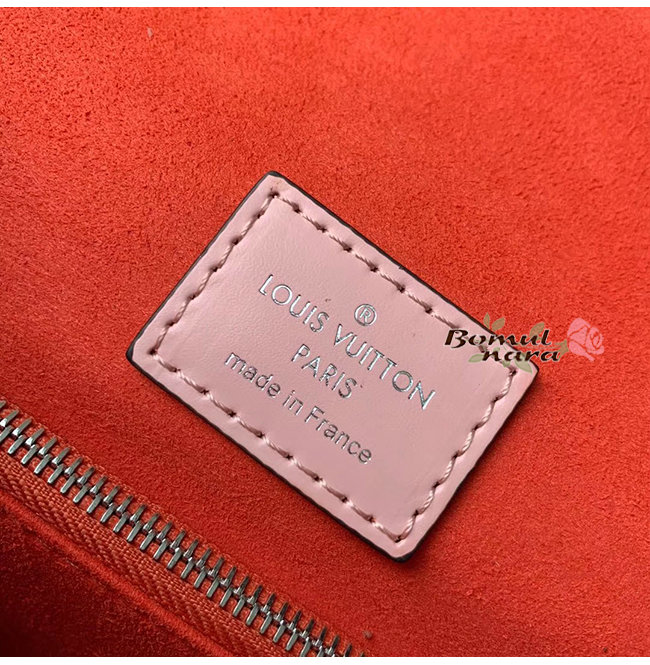 ®
LOUIS VUITTON
PARIS
made in France
Bomul
nara